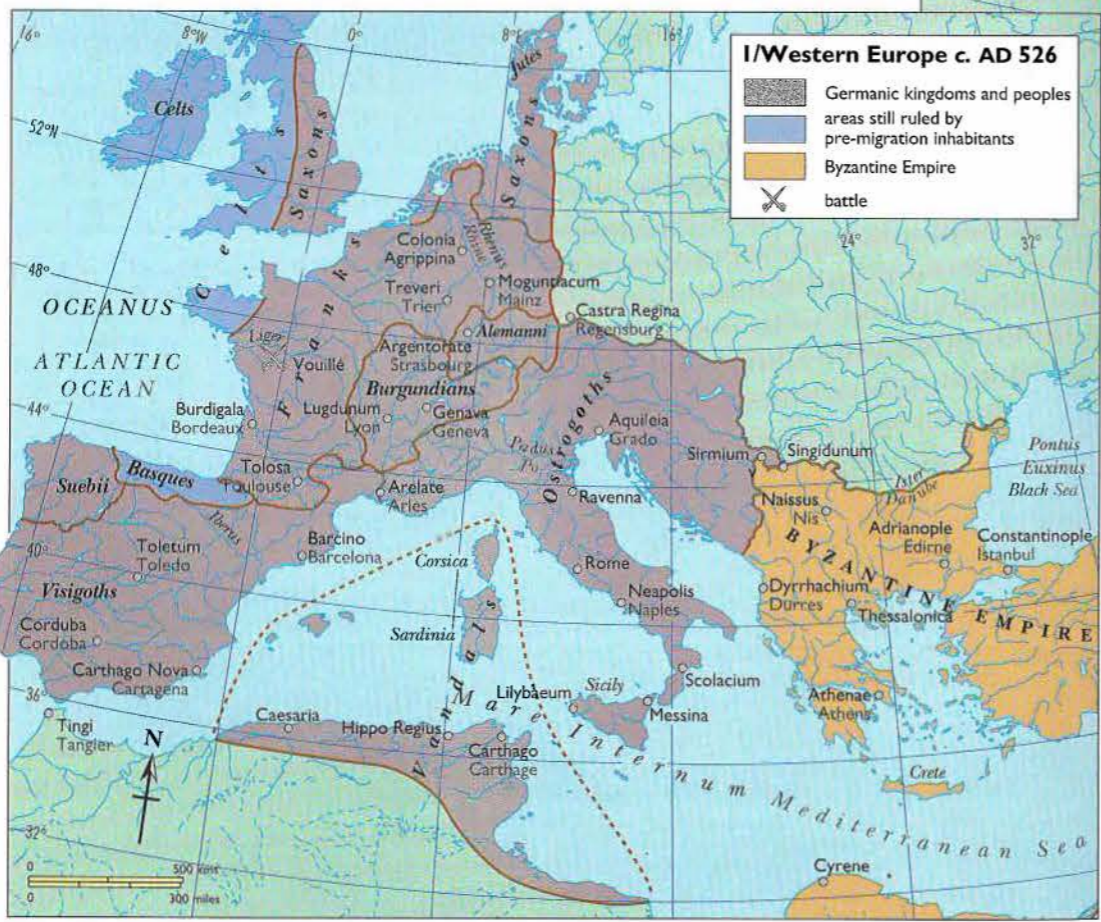 16°
8°W
0°
8°E
16°
I/Western Europe c. AD 526
Germanic kingdoms and peoples
areas still ruled by
pre-migration inhabitants
Byzantine Empire
battle
24°
32°
52°N
48°
44°
40°
36°
32°
Celts
Celts
Saxons
Jutes
Saxons
Franks
Colonia
Agrippina
Rhenus
Rhine
Treveri
Trier
Moguntiacum
Mainz
Castra Regina
Regensburg
Alemanni
Argentorate
Strasbourg
OCEANUS
ATLANTIC
OCEAN
Liger
Vouillé
Burgundians
Lugdunum
Lyon
Genava
Geneva
Burdigala
Bordeaux
Ostrogoths
Aquileia
Grado
Padus
Po
Sirmium
Singidunum
Pontus
Euxinus
Black Sea
Ister
Danube
Basques
Suebii
Tolosa
Toulouse
Arelate
Arles
Ravenna
Naissus
Nis
Adrianople
Edirne
Constantinople
Istanbul
Iberus
Toletum
Toledo
Barcino
Barcelona
Corsica
Rome
BYZANTINE EMPIRE
Dyrrhachium
Durres
Thessalonica
Visigoths
Neapolis
Naples
Sardinia
Corduba
Cordoba
Carthago Nova
Cartagena
Vandals
Scolacium
Lilybaeum
Sicily
Messina
Athenae
Athens
Tingi
Tangier
N
Caesaria
Hippo Regius
Carthago
Carthage
Mare Internum Mediterranean Sea
Crete
Cyrene
0 500 kms
0 300 miles